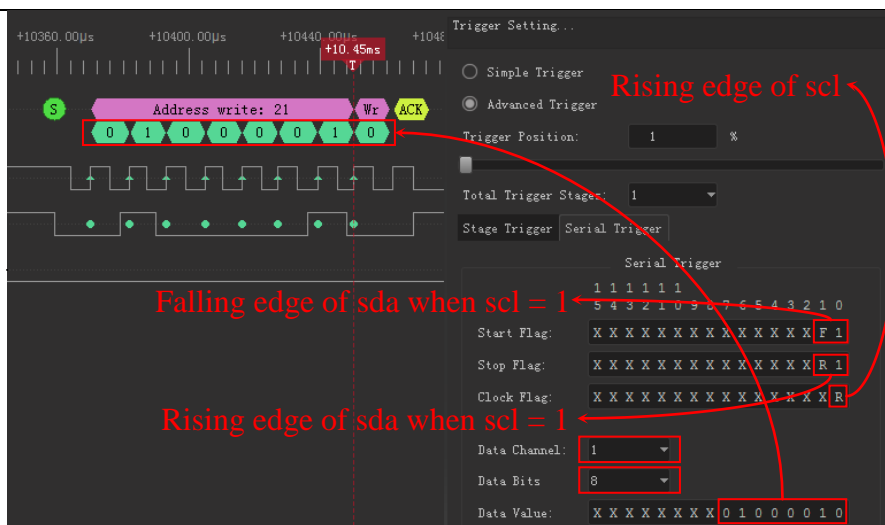 +10360.00μs +10400.00μs +10440.00μs +1048
+10.45ms
T
S Address write: 21 Wr ACK
0 1 0 0 0 0 1 0
Trigger Setting...
Simple Trigger
Rising edge of scl
Advanced Trigger
Trigger Position: 1 %
Total Trigger Stages: 1
Stage Trigger Serial Trigger
Serial Trigger
1 1 1 1 1 1
5 4 3 2 1 0 9 8 7 6 5 4 3 2 1 0
Falling edge of sda when scl = 1
Start Flag: X X X X X X X X X X X X X X F 1
Stop Flag: X X X X X X X X X X X X X X R 1
Clock Flag: X X X X X X X X X X X X X X X R
Rising edge of sda when scl = 1
Data Channel: 1
Data Bits 8
Data Value: X X X X X X X X 0 1 0 0 0 0 1 0